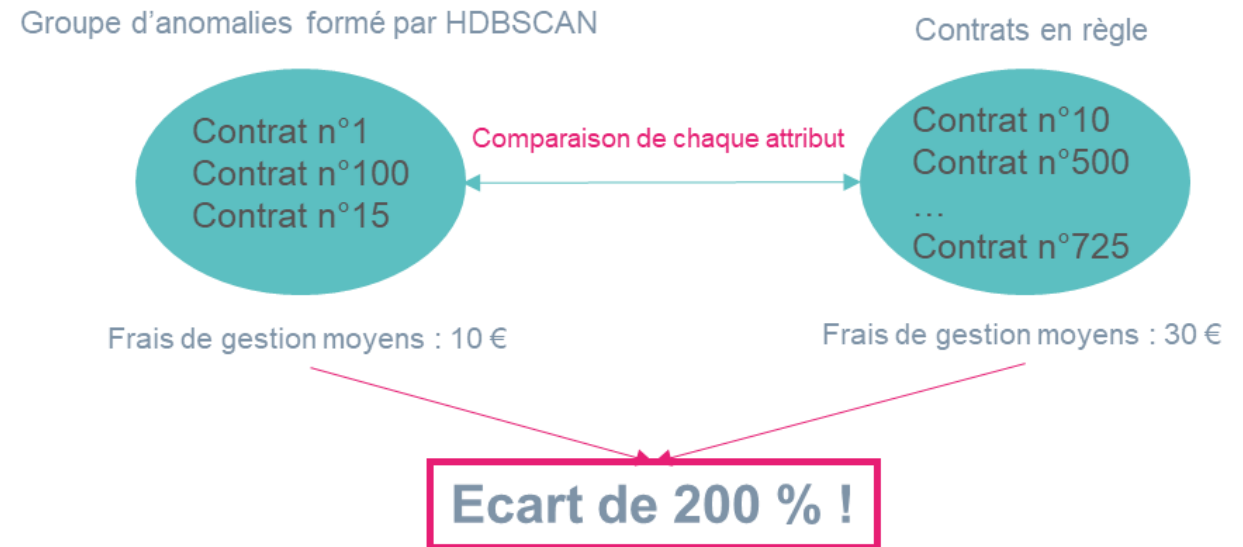 Groupe d'anomalies formé par HDBSCAN
Contrats en règle
Contrat n°1
Contrat n°100
Contrat n°15
Comparaison de chaque attribut
Contrat n°10
Contrat n°500
…
Contrat n°725
Frais de gestion moyens : 10 €
Frais de gestion moyens : 30 €
Ecart de 200 % !